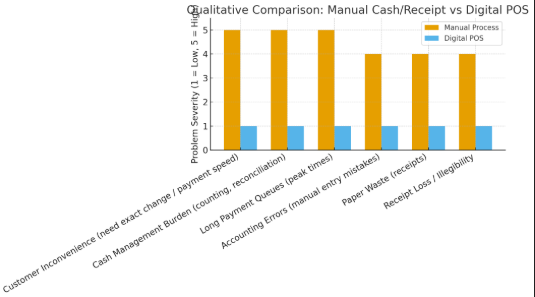 Qualitative Comparison: Manual Cash/Receipt vs Digital POS
Problem Severity (1 = Low, 5 = High)
5
4
3
2
1
0
Manual Process
Digital POS
Customer Inconvenience (need exact change / payment speed)
Cash Management Burden (counting, reconciliation)
Long Payment Queues (peak times)
Accounting Errors (manual entry mistakes)
Paper Waste (receipts)
Receipt Loss / Illegibility